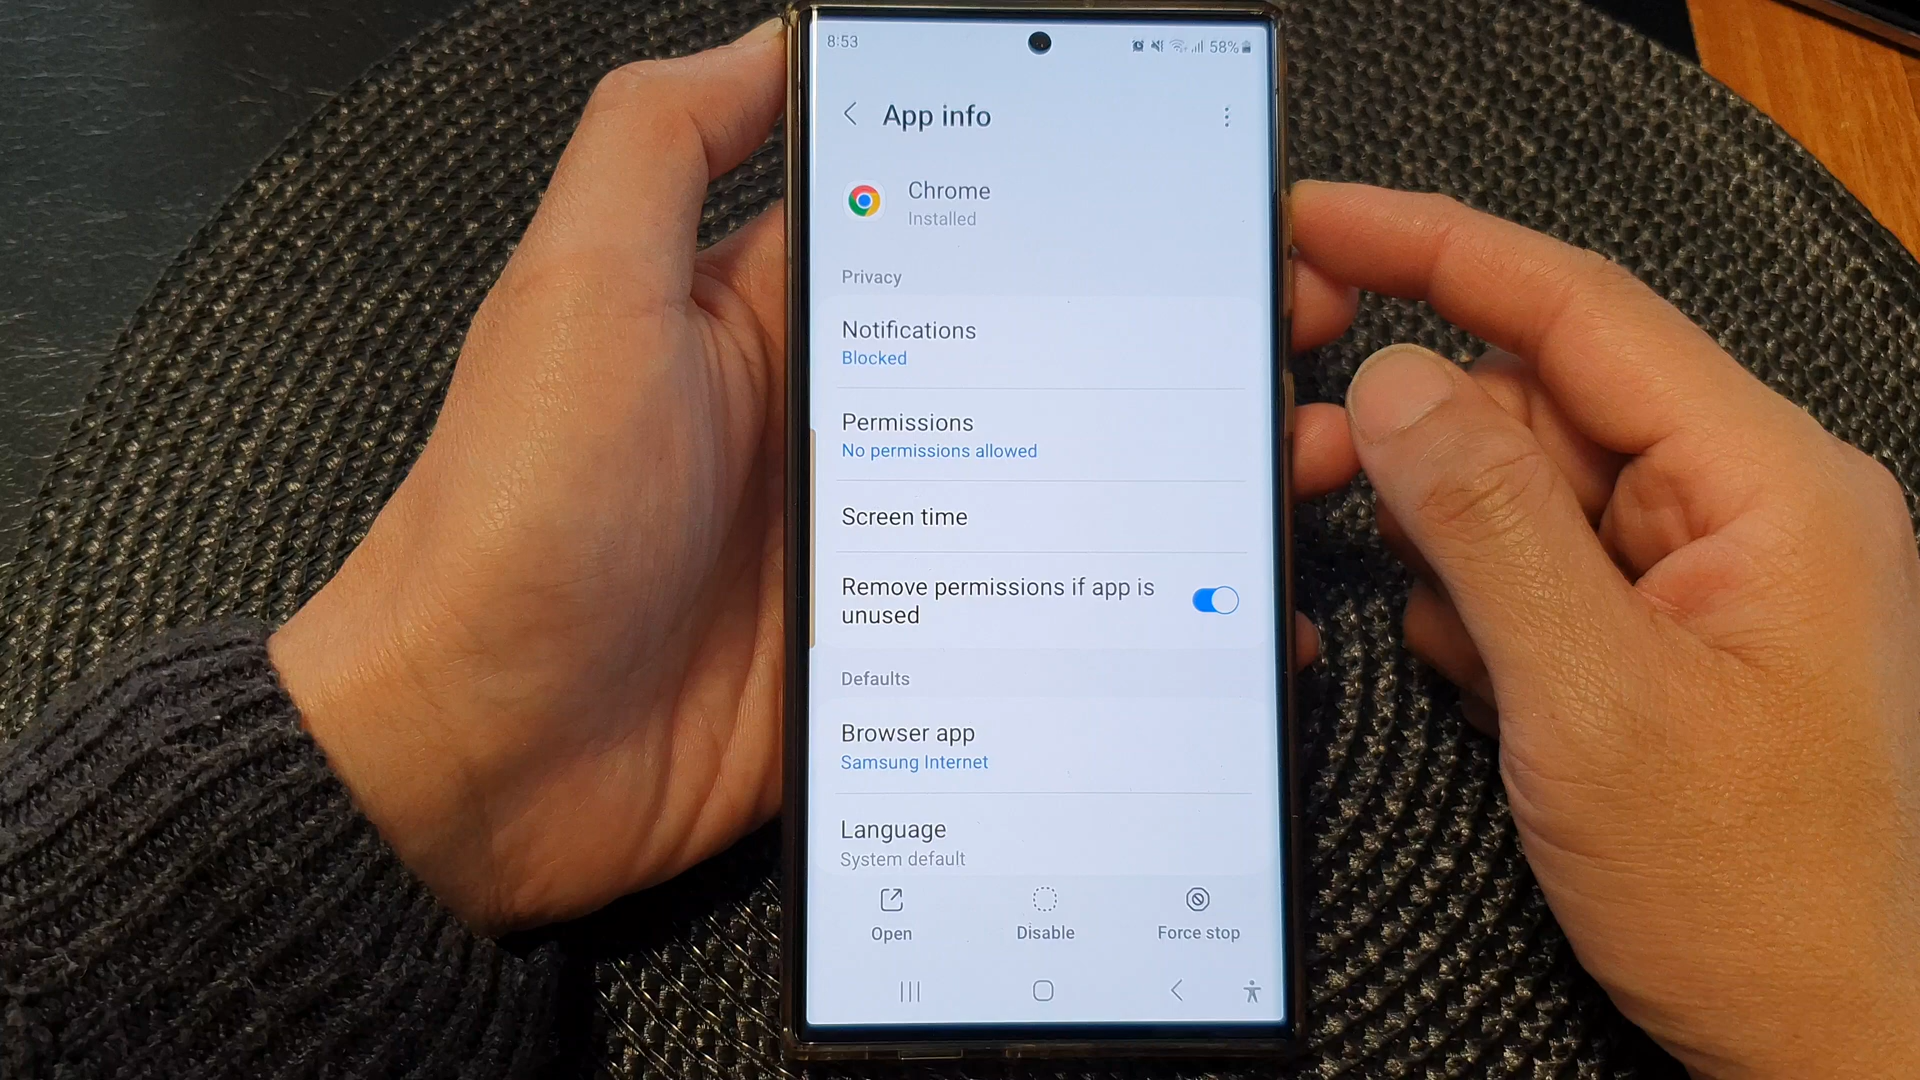 8:53
58%
App info
Chrome
Installed
Privacy
Notifications
Blocked
Permissions
No permissions allowed
Screen time
Remove permissions if app is
unused
Defaults
Browser app
Samsung Internet
Language
System default
Open
Disable
Force stop